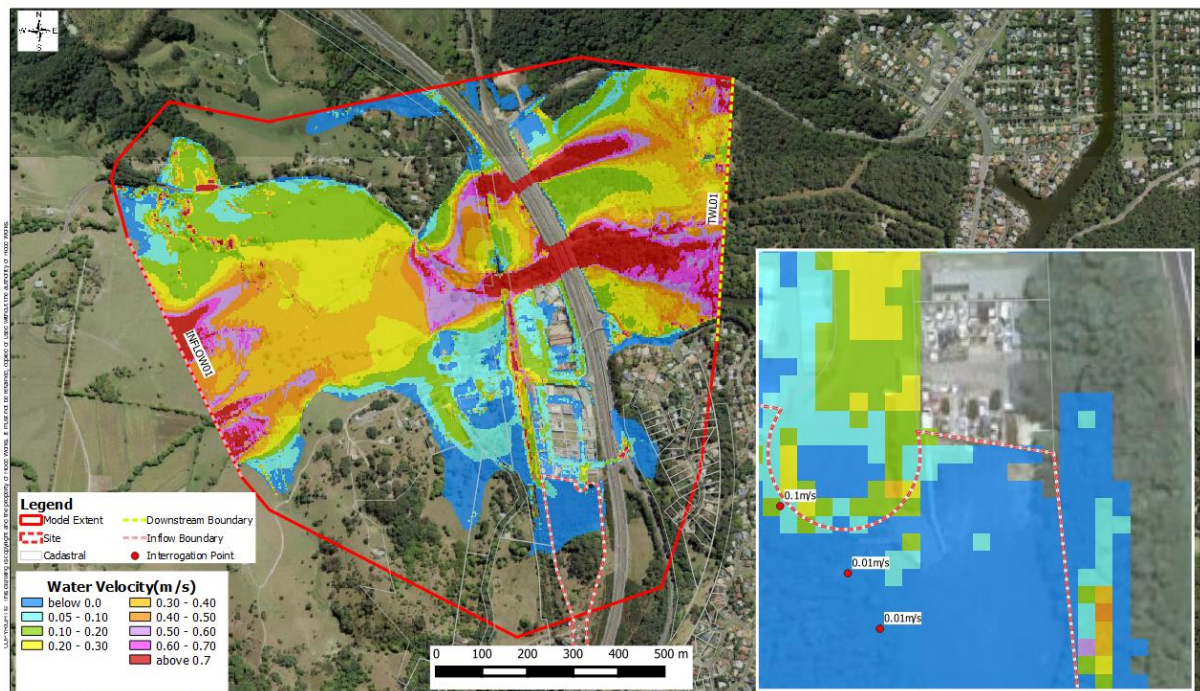 N
W E
S
INFLOW01
TWL01
Legend
Model Extent
Downstream Boundary
Site
Inflow Boundary
Cadastral
Interrogation Point
Water Velocity(m/s)
below 0.0
0.30 - 0.40
0.05 - 0.10
0.40 - 0.50
0.10 - 0.20
0.50 - 0.60
0.20 - 0.30
0.60 - 0.70
above 0.7
0 100 200 300 400 500 m
0.1m/s
0.01m/s
0.01m/s